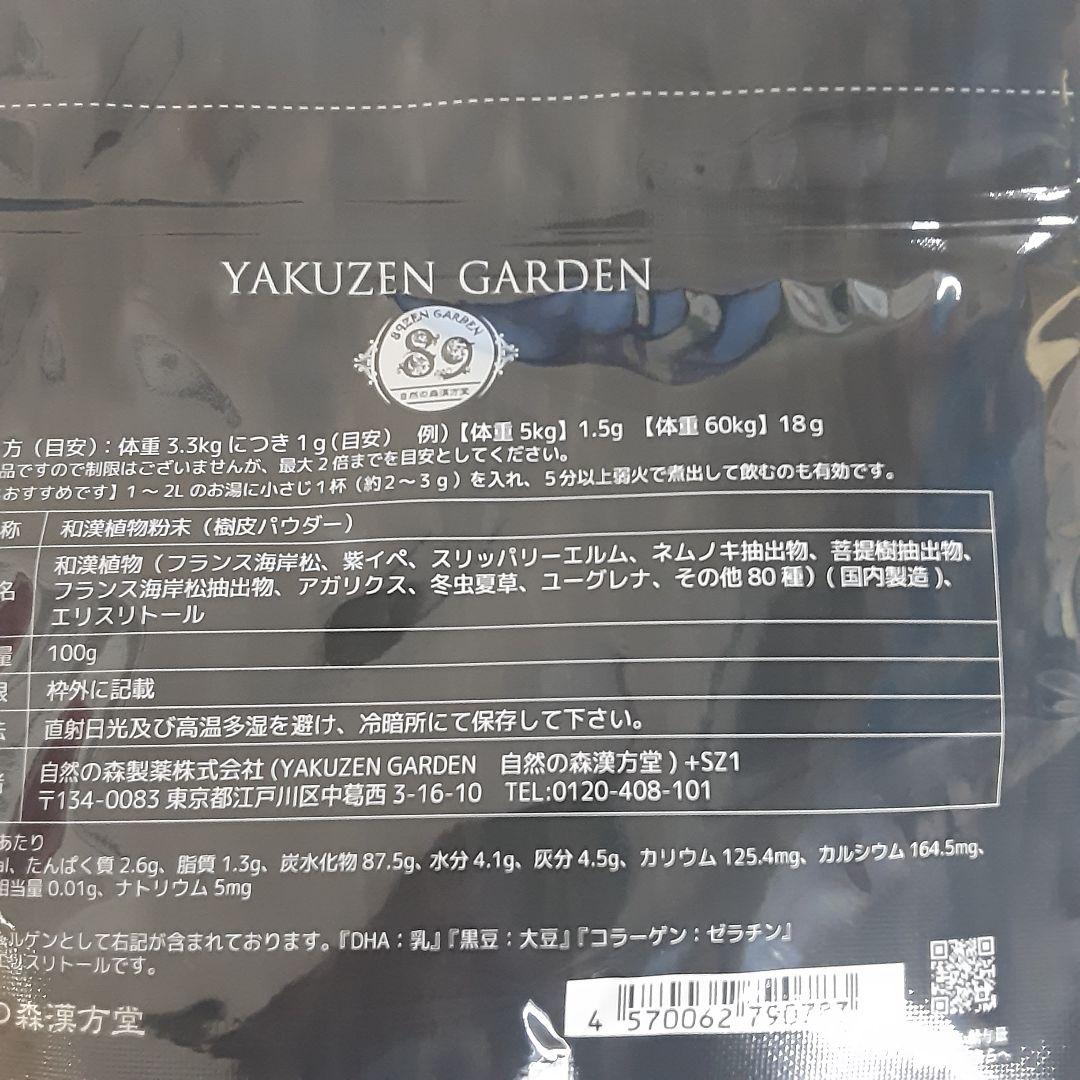 YAKUZEN GARDEN
89ZEN GARDEN
89
自然の森漢方堂
方（目安）：体重 3.3kg につき 1 g（目安）　例）【体重 5kg】1.5g 【体重 60kg】18 g
品ですので制限はございませんが、最大 2 倍までを目安としてください。
おすすめです】1 ～ 2L のお湯に小さじ 1 杯（約 2 ～ 3 g ）を入れ、5 分以上弱火で煮出して飲むのも有効です。
称 和漢植物粉末（樹皮パウダー）
名 和漢植物（フランス海岸松、紫イペ、スリッパリーエルム、ネムノキ抽出物、菩提樹抽出物、
フランス海岸松抽出物、アガリクス、冬虫夏草、ユーグレナ、その他 80 種）( 国内製造 )、
エリスリトール
量 100g
限 枠外に記載
法 直射日光及び高温多湿を避け、冷暗所にて保存して下さい。
者 自然の森製薬株式会社 (YAKUZEN GARDEN　自然の森漢方堂 ) +SZ1
〒134-0083 東京都江戸川区中葛西 3-16-10　TEL:0120-408-101
あたり
al、たんぱく質 2.6g、脂質 1.3g、炭水化物 87.5g、水分 4.1g、灰分 4.5g、カリウム 125.4mg、カルシウム 164.5mg、
相当量 0.01g、ナトリウム 5mg
ルゲンとして右記が含まれております。『DHA：乳』『黒豆：大豆』『コラーゲン：ゼラチン』
スリトールです。
の森漢方堂
4 570062
給与量
らへ